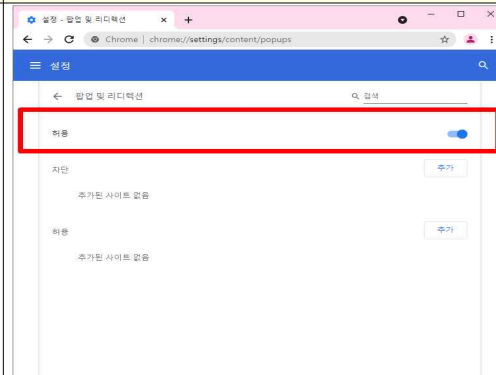 설정 - 팝업 및 리디렉션
Chrome | chrome://settings/content/popups
설정
팝업 및 리디렉션 검색
허용
차단 추가
추가된 사이트 없음
허용 추가
추가된 사이트 없음